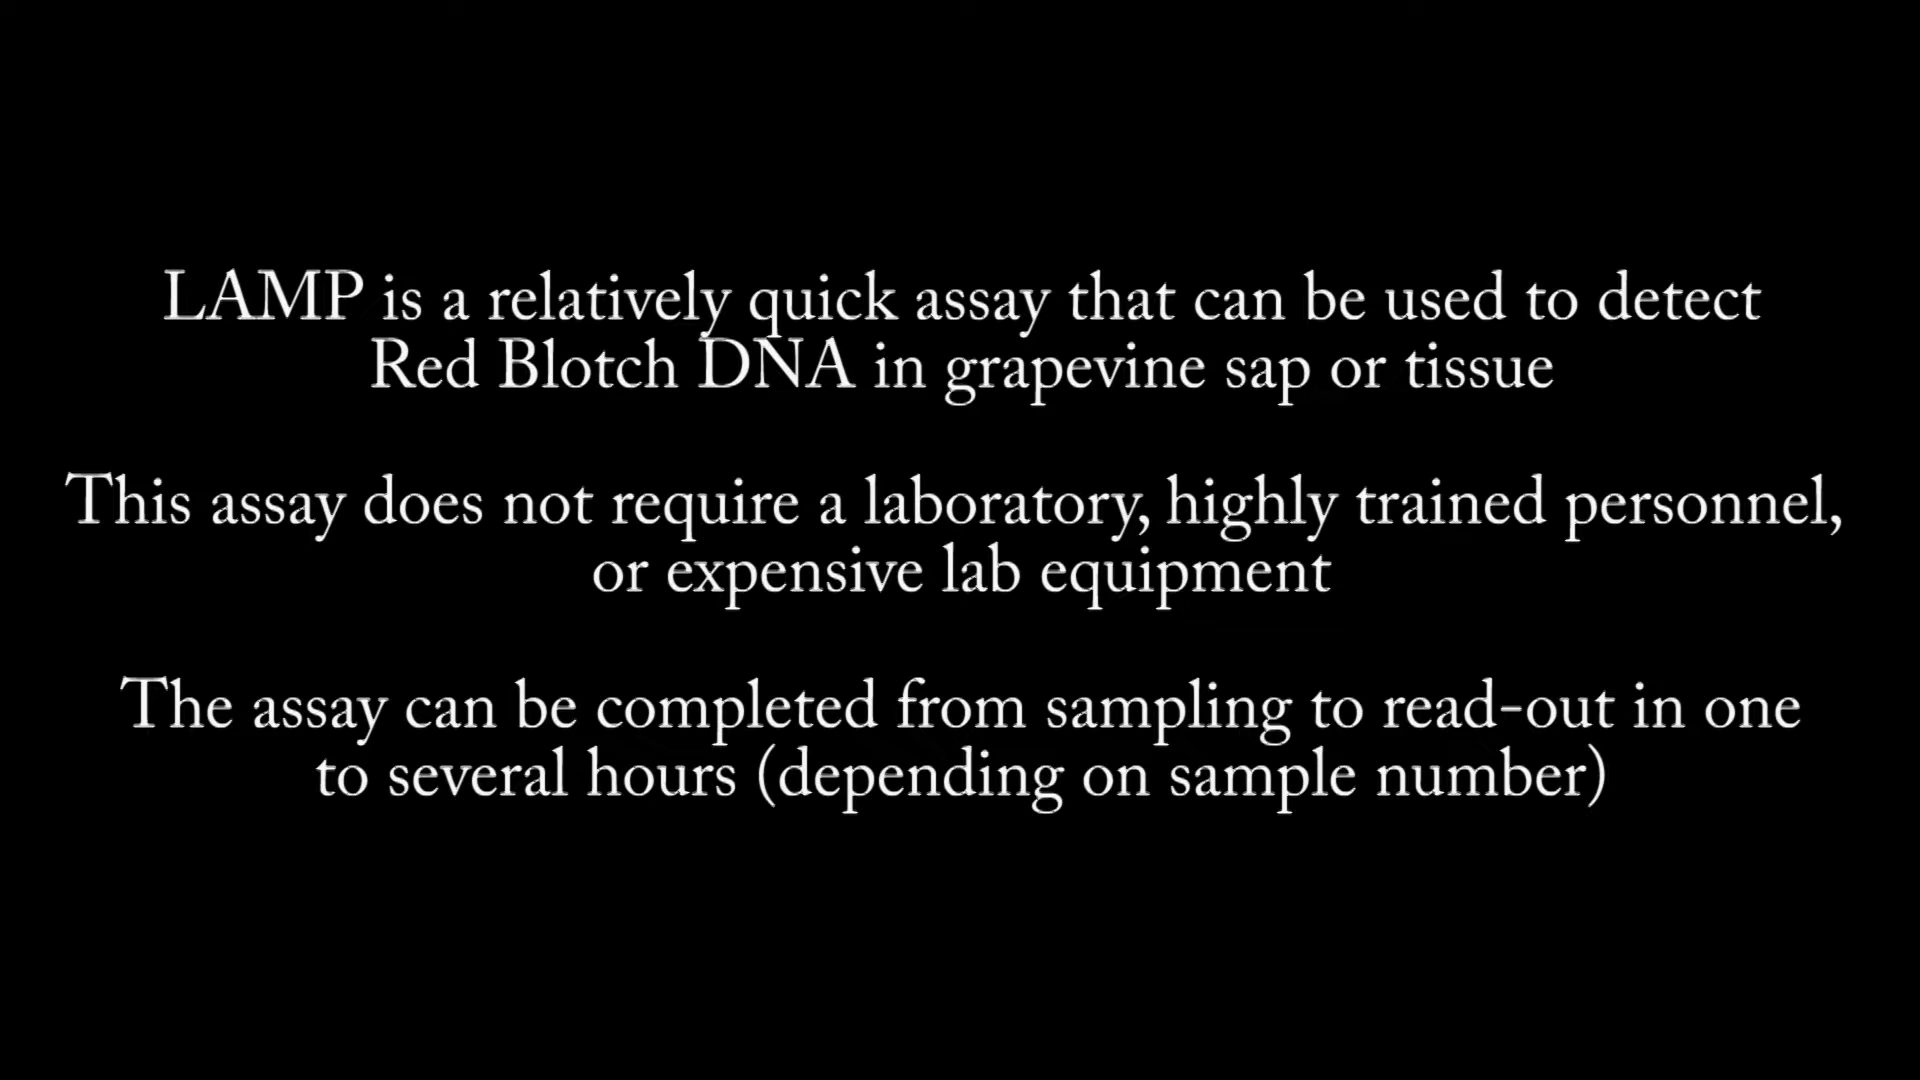 LAMP is a relatively quick assay that can be used to detect
Red Blotch DNA in grapevine sap or tissue
This assay does not require a laboratory, highly trained personnel,
or expensive lab equipment
The assay can be completed from sampling to read-out in one
to several hours (depending on sample number)